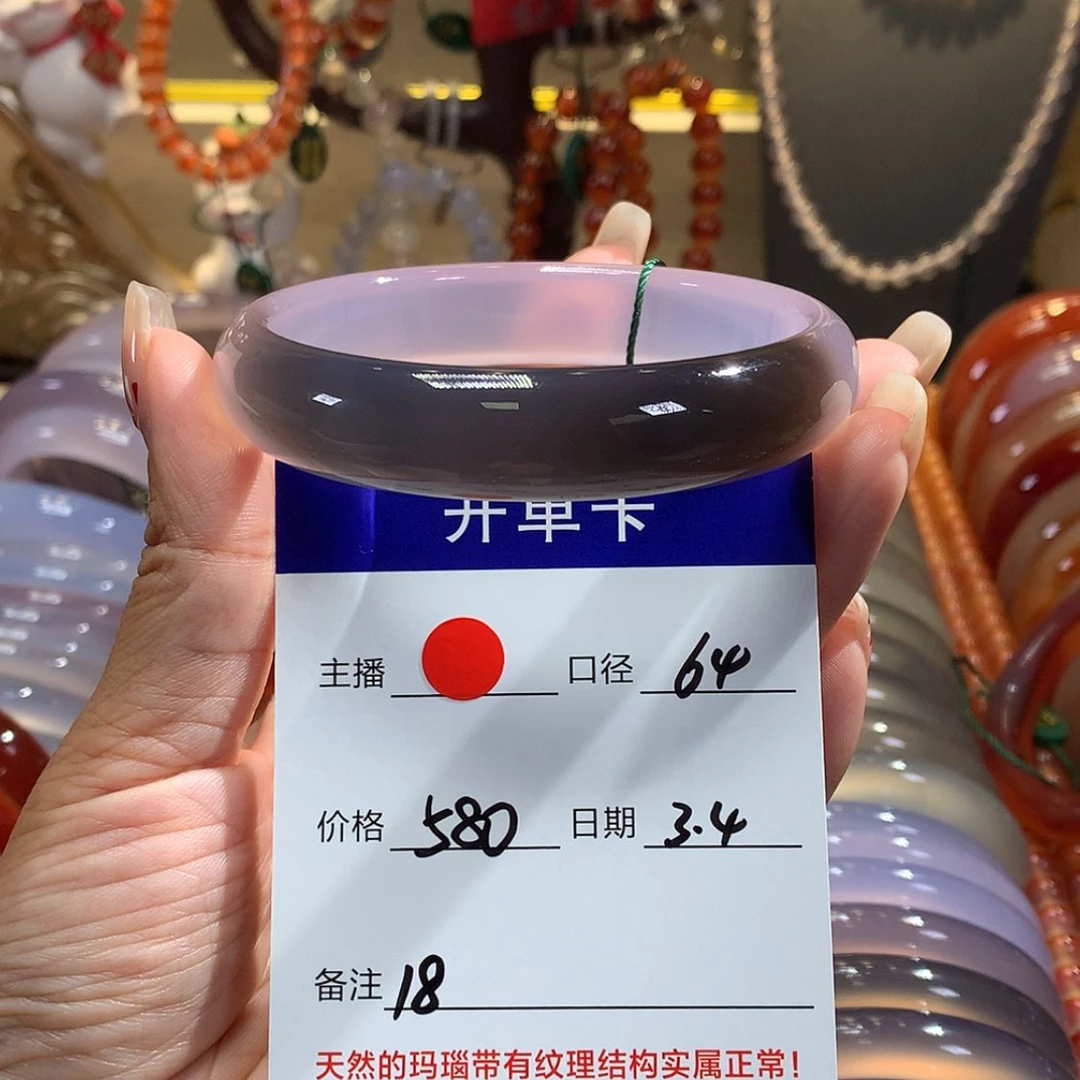 开单卡
主播 口径 64
价格 580 日期 3.4
备注 18
天然的玛瑙带有纹理结构实属正常！